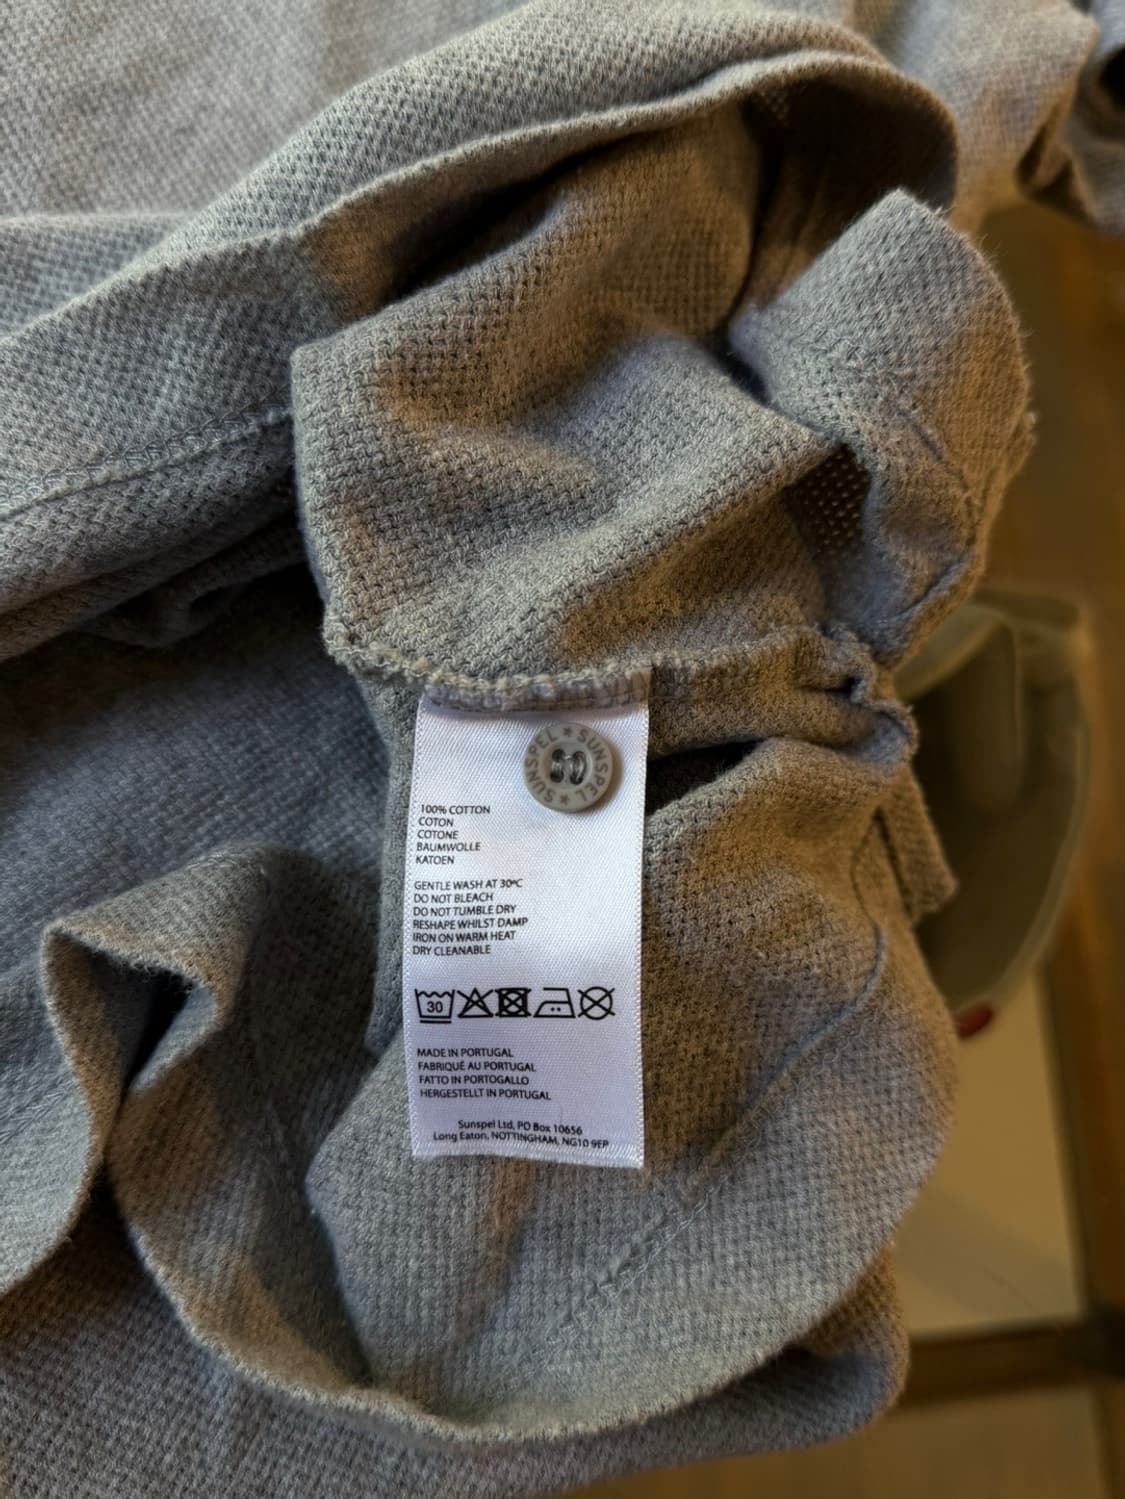 SUNSPEL ★ SUNSPEL ★
100% COTTON
COTON
COTONE
BAUMWOLLE
KATOEN
GENTLE WASH AT 30ºC
DO NOT BLEACH
DO NOT TUMBLE DRY
RESHAPE WHILST DAMP
IRON ON WARM HEAT
DRY CLEANABLE
30
MADE IN PORTUGAL
FABRIQUÉ AU PORTUGAL
FATTO IN PORTOGALLO
HERGESTELLT IN PORTUGAL
Sunspel Ltd, PO Box 10656
Long Eaton, NOTTINGHAM, NG10 9EP